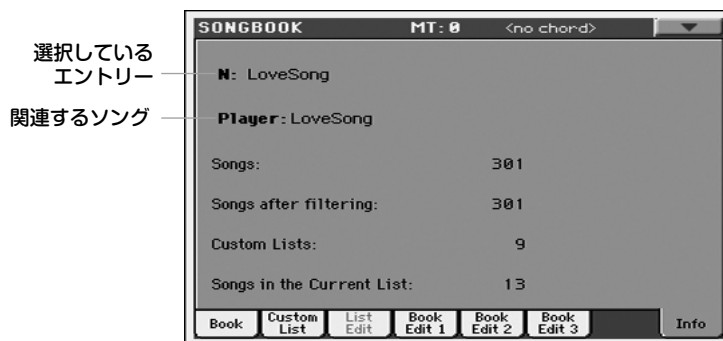 SONGBOOK MT: 0 <no chord>
選択している
エントリー
N: LoveSong
関連するソング
Player: LoveSong
Songs: 301
Songs after filtering: 301
Custom Lists: 9
Songs in the Current List: 13
Book Custom List List Edit Book Edit 1 Book Edit 2 Book Edit 3 Info